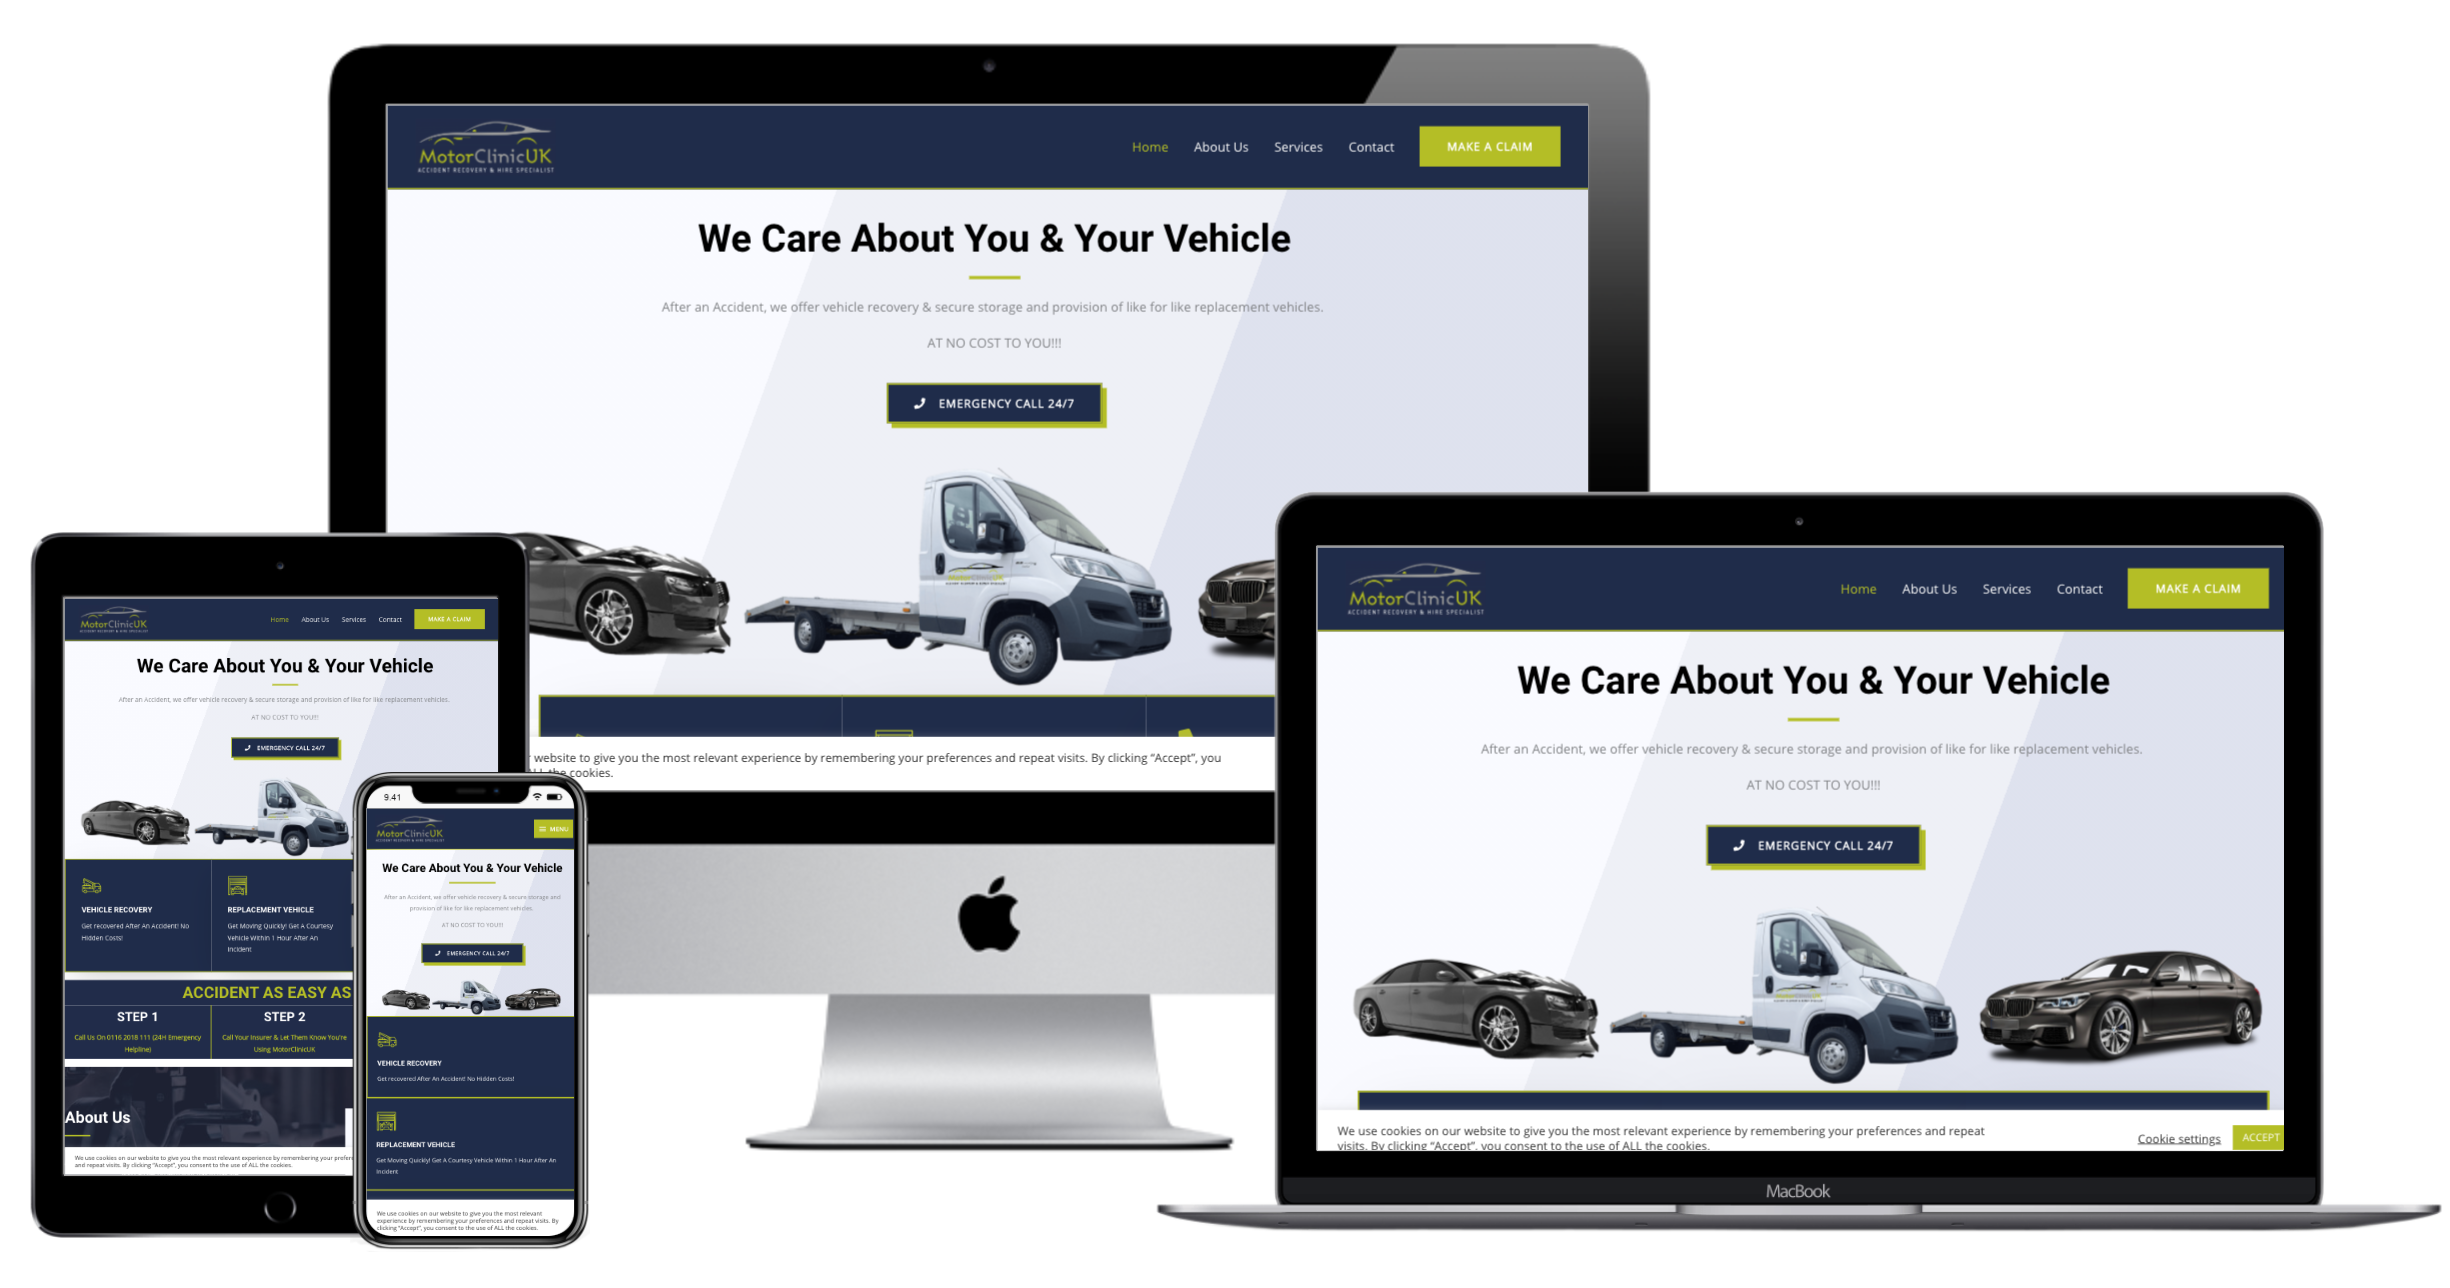 MotorClinicUK
ACCIDENT RECOVERY & HIRE SPECIALIST
Home About Us Services Contact MAKE A CLAIM
We Care About You & Your Vehicle
After an Accident, we offer vehicle recovery & secure storage and provision of like for like replacement vehicles.
AT NO COST TO YOU!!!
EMERGENCY CALL 24/7
website to give you the most relevant experience by remembering your preferences and repeat visits. By clicking “Accept”, you
ALL the cookies.
MotorClinicUK
ACCIDENT RECOVERY & HIRE SPECIALIST
Home About Us Services Contact MAKE A CLAIM
We Care About You & Your Vehicle
After an Accident, we offer vehicle recovery & secure storage and provision of like for like replacement vehicles.
AT NO COST TO YOU!!!
EMERGENCY CALL 24/7
VEHICLE RECOVERY
Get recovered After An Accident! No
Hidden Costs!
REPLACEMENT VEHICLE
Get Moving Quickly! Get A Courtesy
Vehicle Within 1 Hour After An
Incident
ACCIDENT AS EASY AS
STEP 1
Call Us On 0116 2018 111 (24H Emergency
Helpline)
STEP 2
Call Your Insurer & Let Them Know You're
Using MotorClinicUK
About Us
We use cookies on our website to give you the most relevant experience by remembering your
and repeat visits. By clicking “Accept”, you consent to the use of ALL the cookies.
9.41
MotorClinicUK
ACCIDENT RECOVERY & HIRE SPECIALIST
MENU
We Care About You & Your Vehicle
After an Accident, we offer vehicle recovery & secure storage and
provision of like for like replacement vehicles.
AT NO COST TO YOU!!!
EMERGENCY CALL 24/7
VEHICLE RECOVERY
Get recovered After An Accident! No Hidden Costs!
REPLACEMENT VEHICLE
Get Moving Quickly! Get A Courtesy Vehicle Within 1 Hour After An
Incident
We use cookies on our website to give you the most relevant
experience by remembering your preferences and repeat visits. By
clicking “Accept”, you consent to the use of ALL the cookies.
MotorClinicUK
ACCIDENT RECOVERY & HIRE SPECIALIST
Home About Us Services Contact MAKE A CLAIM
We Care About You & Your Vehicle
After an Accident, we offer vehicle recovery & secure storage and provision of like for like replacement vehicles.
AT NO COST TO YOU!!!
EMERGENCY CALL 24/7
We use cookies on our website to give you the most relevant experience by remembering your preferences and repeat
visits. By clicking “Accept”, you consent to the use of ALL the cookies.
Cookie settings ACCEPT
MacBook